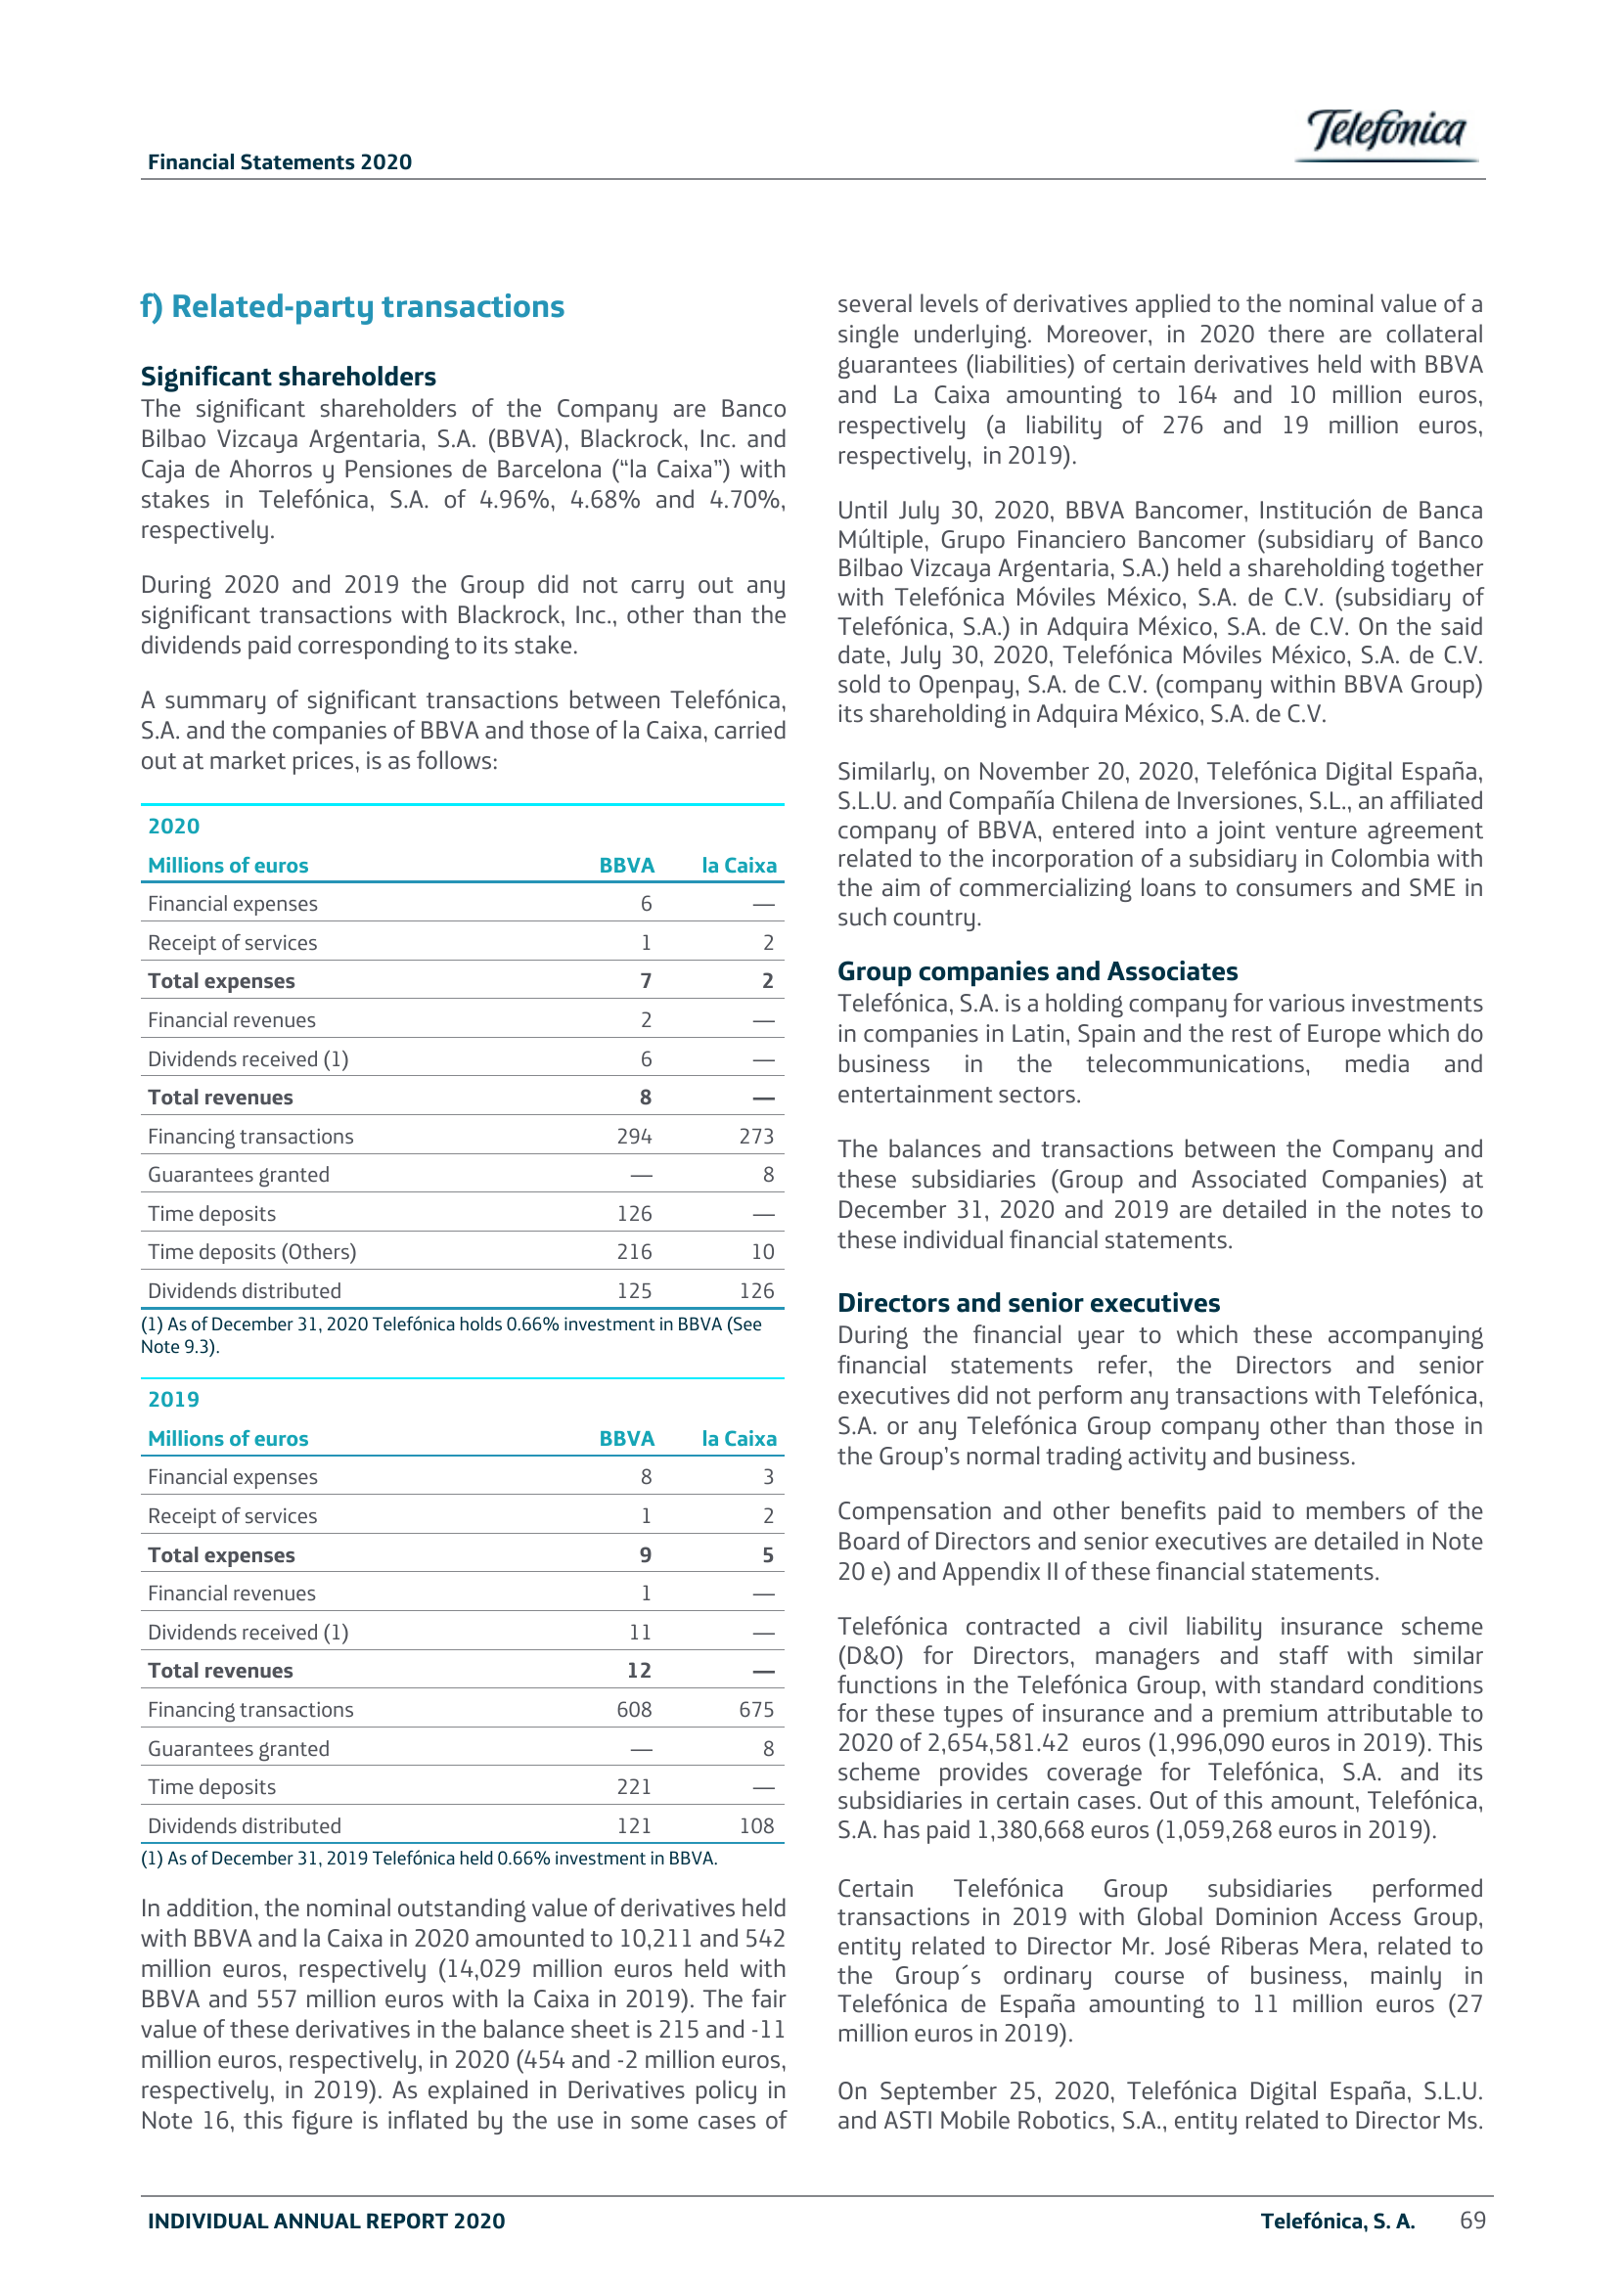 Telefónica
Financial Statements 2020
f) Related-party transactions
Significant shareholders
The significant shareholders of the Company are Banco
Bilbao Vizcaya Argentaria, S.A. (BBVA), Blackrock, Inc. and
Caja de Ahorros y Pensiones de Barcelona (“la Caixa”) with
stakes in Telefónica, S.A. of 4.96%, 4.68% and 4.70%,
respectively.
During 2020 and 2019 the Group did not carry out any
significant transactions with Blackrock, Inc., other than the
dividends paid corresponding to its stake.
A summary of significant transactions between Telefónica,
S.A. and the companies of BBVA and those of la Caixa, carried
out at market prices, is as follows:
2020
Millions of euros BBVA la Caixa
Financial expenses 6 —
Receipt of services 1 2
Total expenses 7 2
Financial revenues 2 —
Dividends received (1) 6 —
Total revenues 8 —
Financing transactions 294 273
Guarantees granted — 8
Time deposits 126 —
Time deposits (Others) 216 10
Dividends distributed 125 126
(1) As of December 31, 2020 Telefónica holds 0.66% investment in BBVA (See
Note 9.3).
2019
Millions of euros BBVA la Caixa
Financial expenses 8 3
Receipt of services 1 2
Total expenses 9 5
Financial revenues 1 —
Dividends received (1) 11 —
Total revenues 12 —
Financing transactions 608 675
Guarantees granted — 8
Time deposits 221 —
Dividends distributed 121 108
(1) As of December 31, 2019 Telefónica held 0.66% investment in BBVA.
In addition, the nominal outstanding value of derivatives held
with BBVA and la Caixa in 2020 amounted to 10,211 and 542
million euros, respectively (14,029 million euros held with
BBVA and 557 million euros with la Caixa in 2019). The fair
value of these derivatives in the balance sheet is 215 and -11
million euros, respectively, in 2020 (454 and -2 million euros,
respectively, in 2019). As explained in Derivatives policy in
Note 16, this figure is inflated by the use in some cases of
several levels of derivatives applied to the nominal value of a
single underlying. Moreover, in 2020 there are collateral
guarantees (liabilities) of certain derivatives held with BBVA
and La Caixa amounting to 164 and 10 million euros,
respectively (a liability of 276 and 19 million euros,
respectively, in 2019).
Until July 30, 2020, BBVA Bancomer, Institución de Banca
Múltiple, Grupo Financiero Bancomer (subsidiary of Banco
Bilbao Vizcaya Argentaria, S.A.) held a shareholding together
with Telefónica Móviles México, S.A. de C.V. (subsidiary of
Telefónica, S.A.) in Adquira México, S.A. de C.V. On the said
date, July 30, 2020, Telefónica Móviles México, S.A. de C.V.
sold to Openpay, S.A. de C.V. (company within BBVA Group)
its shareholding in Adquira México, S.A. de C.V.
Similarly, on November 20, 2020, Telefónica Digital España,
S.L.U. and Compañía Chilena de Inversiones, S.L., an affiliated
company of BBVA, entered into a joint venture agreement
related to the incorporation of a subsidiary in Colombia with
the aim of commercializing loans to consumers and SME in
such country.
Group companies and Associates
Telefónica, S.A. is a holding company for various investments
in companies in Latin, Spain and the rest of Europe which do
business in the telecommunications, media and
entertainment sectors.
The balances and transactions between the Company and
these subsidiaries (Group and Associated Companies) at
December 31, 2020 and 2019 are detailed in the notes to
these individual financial statements.
Directors and senior executives
During the financial year to which these accompanying
financial statements refer, the Directors and senior
executives did not perform any transactions with Telefónica,
S.A. or any Telefónica Group company other than those in
the Group’s normal trading activity and business.
Compensation and other benefits paid to members of the
Board of Directors and senior executives are detailed in Note
20 e) and Appendix II of these financial statements.
Telefónica contracted a civil liability insurance scheme
(D&O) for Directors, managers and staff with similar
functions in the Telefónica Group, with standard conditions
for these types of insurance and a premium attributable to
2020 of 2,654,581.42 euros (1,996,090 euros in 2019). This
scheme provides coverage for Telefónica, S.A. and its
subsidiaries in certain cases. Out of this amount, Telefónica,
S.A. has paid 1,380,668 euros (1,059,268 euros in 2019).
Certain Telefónica Group subsidiaries performed
transactions in 2019 with Global Dominion Access Group,
entity related to Director Mr. José Riberas Mera, related to
the Group´s ordinary course of business, mainly in
Telefónica de España amounting to 11 million euros (27
million euros in 2019).
On September 25, 2020, Telefónica Digital España, S.L.U.
and ASTI Mobile Robotics, S.A., entity related to Director Ms.
INDIVIDUAL ANNUAL REPORT 2020
Telefónica, S. A. 69